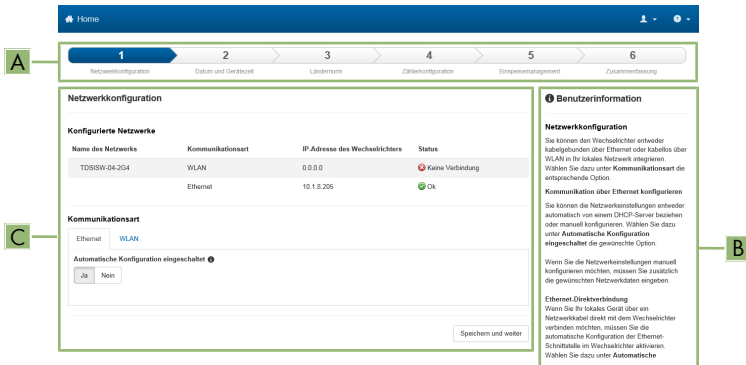 Home
A
1 2 3 4 5 6
Netzwerkkonfiguration Datum und Gerätezeit Ländernorm Zählerkonfiguration Einspeisemanagement Zusammenfassung
Netzwerkkonfiguration
Konfigurierte Netzwerke
Name des Netzwerks Kommunikationsart IP-Adresse des Wechselrichters Status
TDSISW-04-2G4 WLAN 0.0.0.0 Keine Verbindung
Ethernet 10.1.8.205 Ok
Kommunikationsart
C
Ethernet WLAN
Automatische Konfiguration eingeschaltet
Ja Nein
Speichern und weiter
Benutzerinformation
Netzwerkkonfiguration
Sie können den Wechselrichter entweder
kabelgebunden über Ethernet oder kabellos über
WLAN in Ihr lokales Netzwerk integrieren.
Wählen Sie dazu unter Kommunikationsart die
entsprechende Option.
Kommunikation über Ethernet konfigurieren
Sie können die Netzwerkeinstellungen entweder
automatisch von einem DHCP-Server beziehen
oder manuell konfigurieren. Wählen Sie dazu
unter Automatische Konfiguration
eingeschaltet die gewünschte Option.
B
Wenn Sie die Netzwerkeinstellungen manuell
konfigurieren möchten, müssen Sie zusätzlich
die gewünschten Netzwerkdaten eingeben.
Ethernet-Direktverbindung
Wenn Sie Ihr lokales Gerät über ein
Netzwerkkabel direkt mit dem Wechselrichter
verbinden möchten, müssen Sie die
automatische Konfiguration der Ethernet-
Schnittstelle im Wechselrichter aktivieren.
Wählen Sie dazu unter Automatische